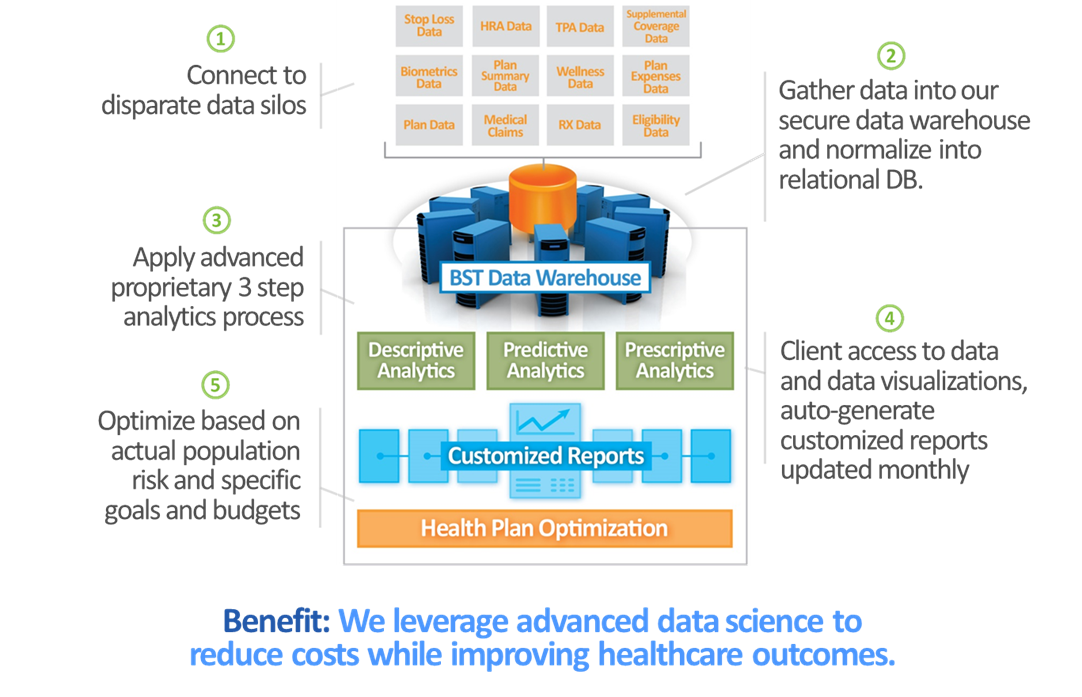 Stop Loss
Data
HRA Data
TPA Data
Supplemental
Coverage
Data
Biometrics
Data
Plan
Summary
Data
Wellness
Data
Plan
Expenses
Data
Plan Data
Medical
Claims
RX Data
Eligibility
Data
1
Connect to
disparate data silos
2
Gather data into our
secure data warehouse
and normalize into
relational DB.
BST Data Warehouse
3
Apply advanced
proprietary 3 step
analytics process
Descriptive
Analytics
Predictive
Analytics
Prescriptive
Analytics
4
Client access to data
and data visualizations,
auto-generate
customized reports
updated monthly
Customized Reports
5
Optimize based on
actual population
risk and specific
goals and budgets
Health Plan Optimization
Benefit: We leverage advanced data science to
reduce costs while improving healthcare outcomes.